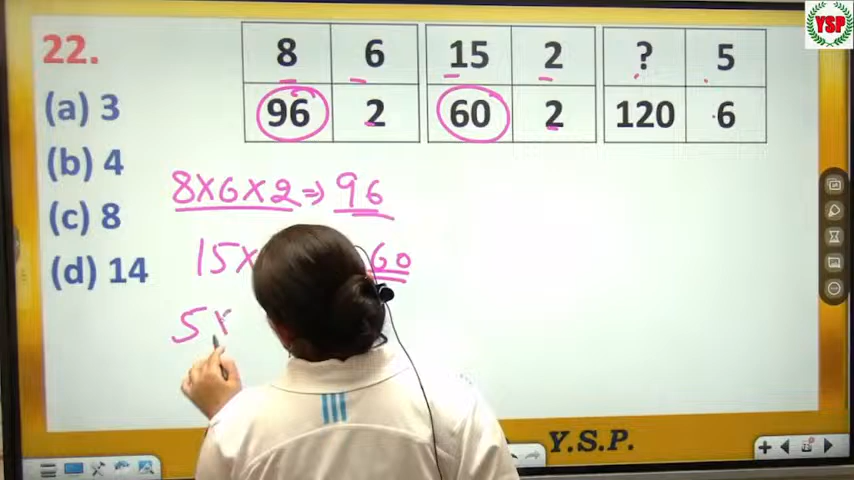 YSP
22.
8 6 15 2 ? 5
96 2 60 2 120 6
(a) 3
(b) 4
(c) 8
(d) 14
8X6X2⇒96
15X 60
5X
Y.S.P.